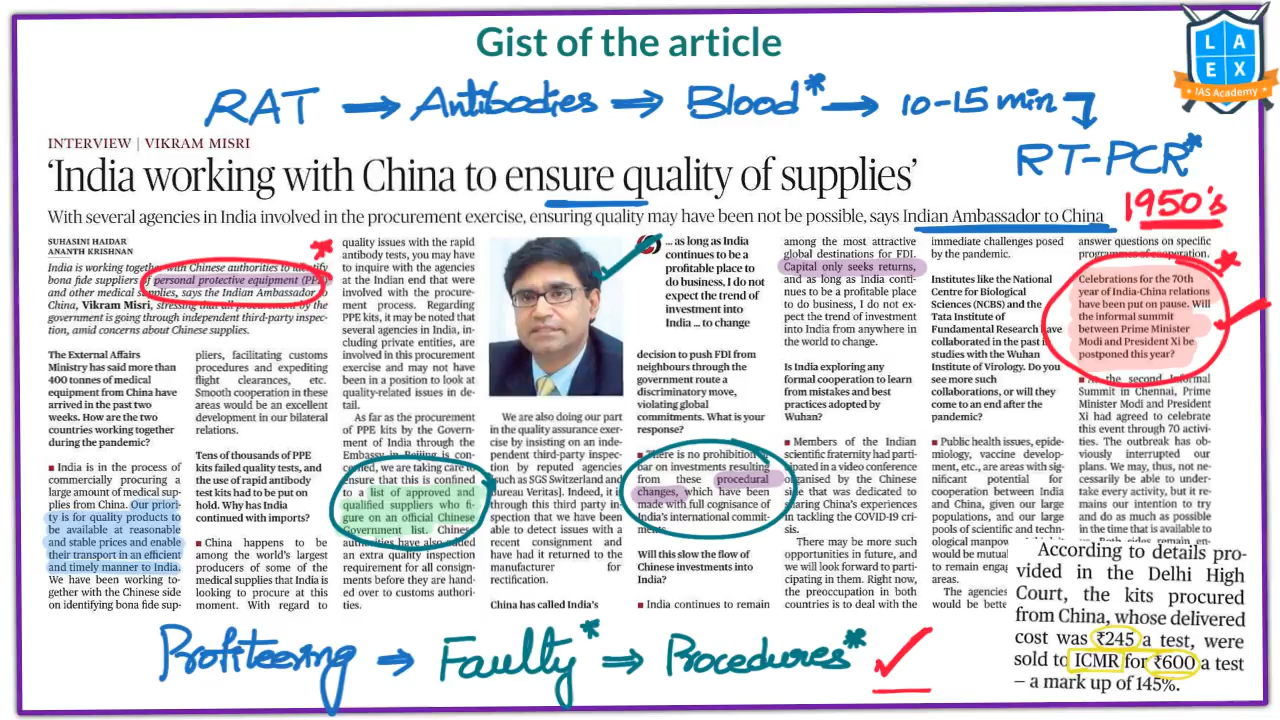 Gist of the article
L A
E X
IAS Academy
RAT → Antibodies ⇒ Blood* → 10-15 min
RT-PCR*
1950's
INTERVIEW | VIKRAM MISRI
'India working with China to ensure quality of supplies'
With several agencies in India involved in the procurement exercise, ensuring quality may have been not be possible, says Indian Ambassador to China
SUHASINI HAIDAR
ANANTH KRISHNAN
India is working together with Chinese authorities to identify
bona fide suppliers of personal protective equipment (PPE)
and other medical supplies, says the Indian Ambassador to
China, Vikram Misri, stressing that all procurement by the
government is going through independent third-party inspec-
tion, amid concerns about Chinese supplies.
The External Affairs
Ministry has said more than
400 tonnes of medical
equipment from China have
arrived in the past two
weeks. How are the two
countries working together
during the pandemic?
■ India is in the process of
commercially procuring a
large amount of medical sup-
plies from China. Our priori-
ty is for quality products to
be available at reasonable
and stable prices and enable
their transport in an efficient
and timely manner to India.
We have been working to-
gether with the Chinese side
on identifying bona fide sup-
pliers, facilitating customs
procedures and expediting
flight clearances, etc.
Smooth cooperation in these
areas would be an excellent
development in our bilateral
relations.
Tens of thousands of PPE
kits failed quality tests, and
the use of rapid antibody
test kits had to be put on
hold. Why has India
continued with imports?
■ China happens to be
among the world's largest
producers of some of the
medical supplies that India is
looking to procure at this
moment. With regard to
quality issues with the rapid
antibody tests, you may have
to inquire with the agencies
at the Indian end that were
involved with the procure-
ment process. Regarding
PPE kits, it may be noted that
several agencies in India, in-
cluding private entities, are
involved in this procurement
exercise and may not have
been in a position to look at
quality-related issues in de-
tail.
As far as the procurement
of PPE kits by the Govern-
ment of India through the
Embassy in Beijing is con-
cerned, we are taking care to
ensure that this is confined
to a list of approved and
qualified suppliers who fi-
gure on an official Chinese
Government list. Chinese
authorities have also added
an extra quality inspection
requirement for all consign-
ments before they are hand-
ed over to customs authori-
ties.
We are also doing our part
in the quality assurance exer-
cise by insisting on an inde-
pendent third-party inspec-
tion by reputed agencies
[such as SGS Switzerland and
Bureau Veritas]. Indeed, it is
through this third party in-
spection that we have been
able to detect issues with a
recent consignment and
have had it returned to the
manufacturer for
rectification.
China has called India's
... as long as India
continues to be a
profitable place to
do business, I do not
expect the trend of
investment into
India ... to change
decision to push FDI from
neighbours through the
government route a
discriminatory move,
violating global
commitments. What is your
response?
■ There is no prohibition or
bar on investments resulting
from these procedural
changes, which have been
made with full cognisance of
India's international commit-
ments.
Will this slow the flow of
Chinese investments into
India?
■ India continues to remain
among the most attractive
global destinations for FDI.
Capital only seeks returns,
and as long as India conti-
nues to be a profitable place
to do business, I do not ex-
pect the trend of investment
into India from anywhere in
the world to change.
Is India exploring any
formal cooperation to learn
from mistakes and best
practices adopted by
Wuhan?
■ Members of the Indian
scientific fraternity had parti-
cipated in a video conference
organised by the Chinese
side that was dedicated to
sharing China's experiences
in tackling the COVID-19 cri-
sis.
There may be more such
opportunities in future, and
we will look forward to par-
ticipating in them. Right now,
the preoccupation in both
countries is to deal with the
immediate challenges posed
by the pandemic.
Institutes like the National
Centre for Biological
Sciences (NCBS) and the
Tata Institute of
Fundamental Research have
collaborated in the past in
studies with the Wuhan
Institute of Virology. Do you
see more such
collaborations, or will they
come to an end after the
pandemic?
■ Public health issues, epide-
miology, vaccine develop-
ment, etc., are areas with sig-
nificant potential for
cooperation between India
and China, given our large
populations, and our large
pools of scientific and techn-
ological manpow
would be mutual
to remain engag
areas.
The agencies
would be bette
answer questions on specific
programmes of cooperation.
Celebrations for the 70th
year of India-China relations
have been put on pause. Will
the informal summit
between Prime Minister
Modi and President Xi be
postponed this year?
■ At the second Informal
Summit in Chennai, Prime
Minister Modi and President
Xi had agreed to celebrate
this event through 70 activi-
ties. The outbreak has ob-
viously interrupted our
plans. We may, thus, not ne-
cessarily be able to under-
take every activity, but it re-
mains our intention to try
and do as much as possible
in the time that is available to
us. Both sides remain en-
According to details pro-
vided in the Delhi High
Court, the kits procured
from China, whose delivered
cost was ₹245 a test, were
sold to ICMR for ₹600 a test
– a mark up of 145%.
Profiteering → Faulty* ⇒ Procedures*